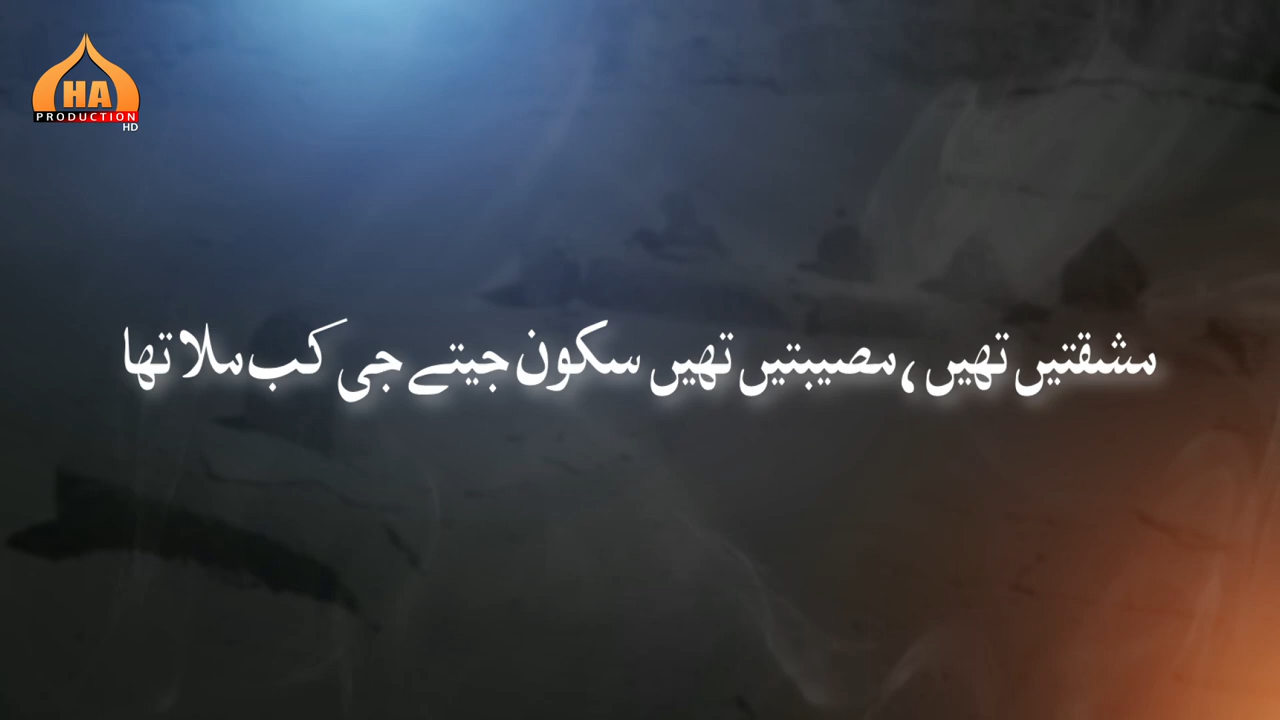 HA
PRODUCTION
HD
مشقتیں تھیں ، مصیبتیں تھیں سکون جیتے جی کب ملا تھا